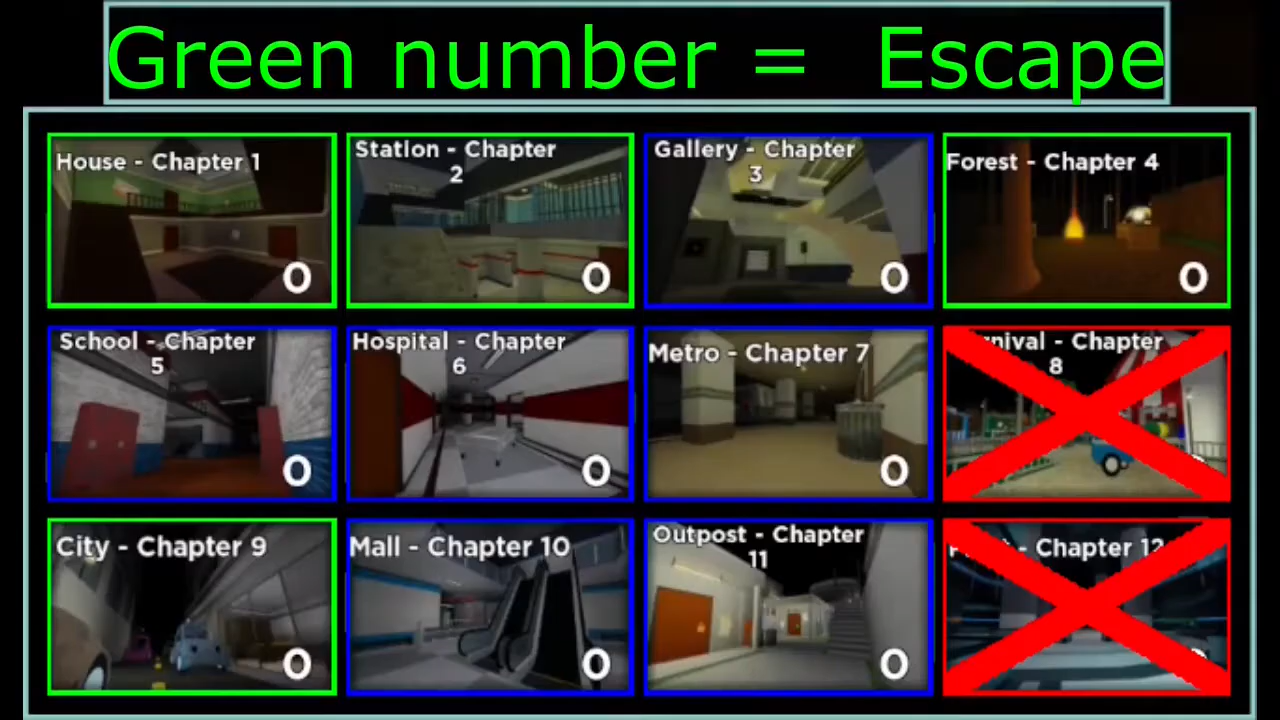 Green number = Escape
House - Chapter 1
Station - Chapter
2
Gallery - Chapter
3
Forest - Chapter 4
0
0
0
0
School - Chapter
5
Hospital - Chapter
6
Metro - Chapter 7
nival - Chapter
8
0
0
0
City - Chapter 9
Mall - Chapter 10
Outpost - Chapter
11
- Chapter 12
0
0
0